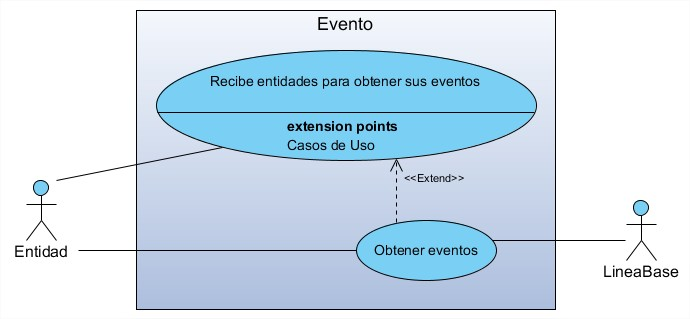 Evento
Recibe entidades para obtener sus eventos
extension points
Casos de Uso
<<Extend>>
Entidad
Obtener eventos
LineaBase